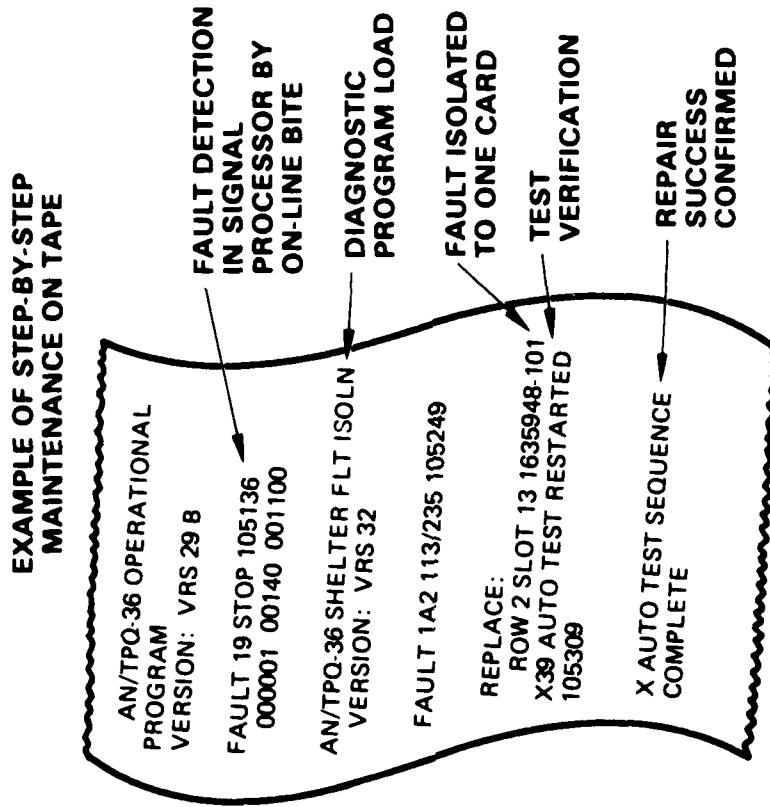 EXAMPLE OF STEP-BY-STEP
MAINTENANCE ON TAPE
AN/TPQ-36 OPERATIONAL
PROGRAM
VERSION: VRS 29 B
FAULT 19 STOP 105136
000001 00140 001100
AN/TPQ-36 SHELTER FLT ISOLN
VERSION: VRS 32
FAULT 1A2 113/235 105249
REPLACE:
ROW 2 SLOT 13 1635948-101
X39 AUTO TEST RESTARTED
105309
X AUTO TEST SEQUENCE
COMPLETE
FAULT DETECTION
IN SIGNAL
PROCESSOR BY
ON-LINE BITE
DIAGNOSTIC
PROGRAM LOAD
FAULT ISOLATED
TO ONE CARD
TEST
VERIFICATION
REPAIR
SUCCESS
CONFIRMED